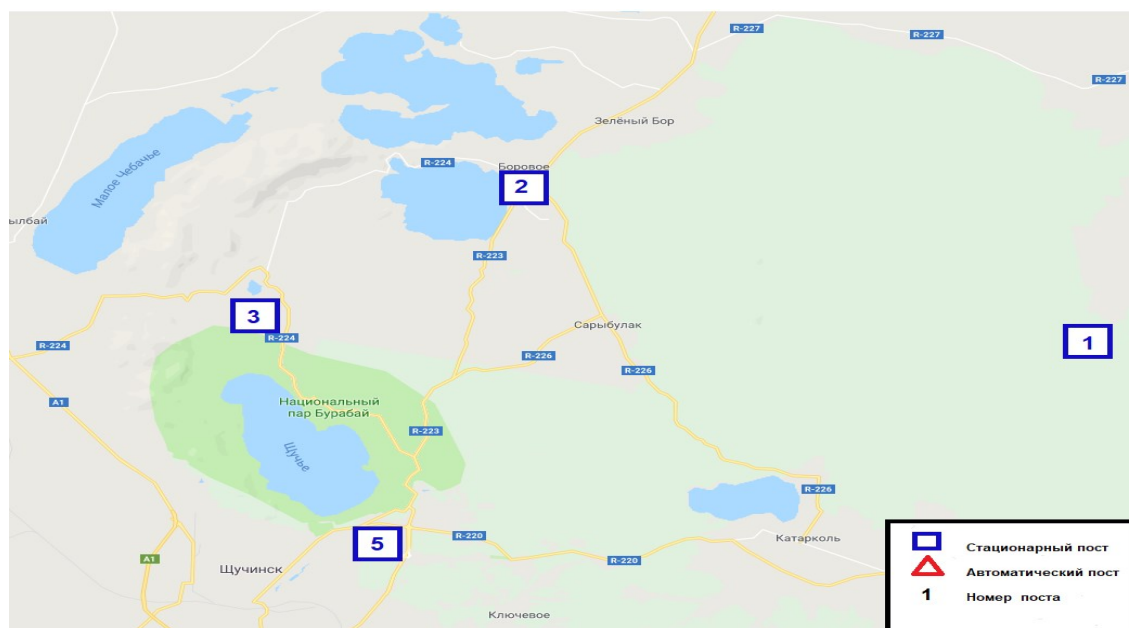 R-227
R-227
R-227
Зелёный Бор
R-224
Боровое
2
Малое Чебачье
ылбай
R-223
3
R-224
Сарыбулак
1
R-224
R-226
R-226
A1
Национальный
пар Бурабай
R-223
Щучье
R-226
5
R-220
Катарколь
A1
R-220
Щучинск
Ключевое
Стационарный пост
Автоматический пост
1 Номер поста